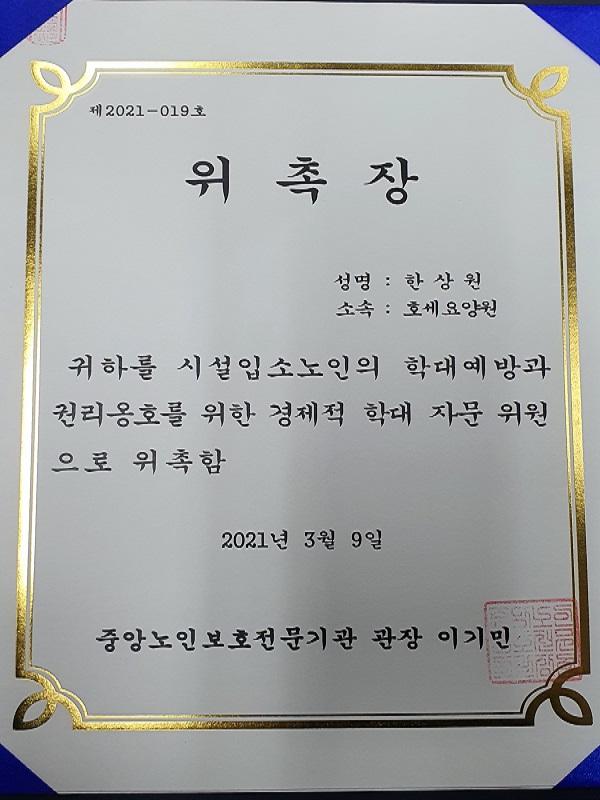 제2021-019호
위 촉 장
성명 : 한 상 원
소속 : 호세요양원
귀하를 시설입소노인의 학대예방과
권리옹호를 위한 경제적 학대 자문 위원
으로 위촉함
2021년 3월 9일
중앙노인보호전문기관 관장 이기민